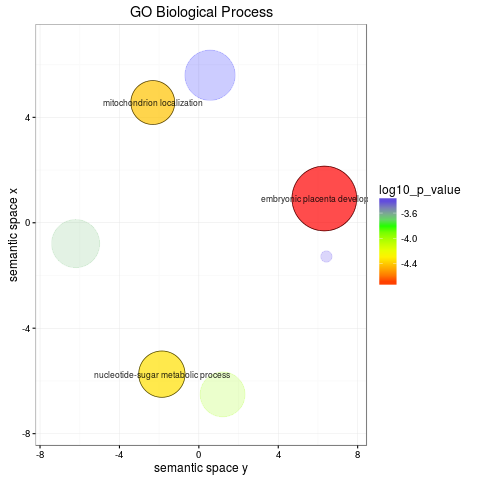 GO Biological Process
mitochondrion localization
embryonic placenta develop
nucleotide-sugar metabolic process
4
0
-4
-8
-8
-4
0
4
8
semantic space y
semantic space x
log10_p_value
-3.6
-4.0
-4.4